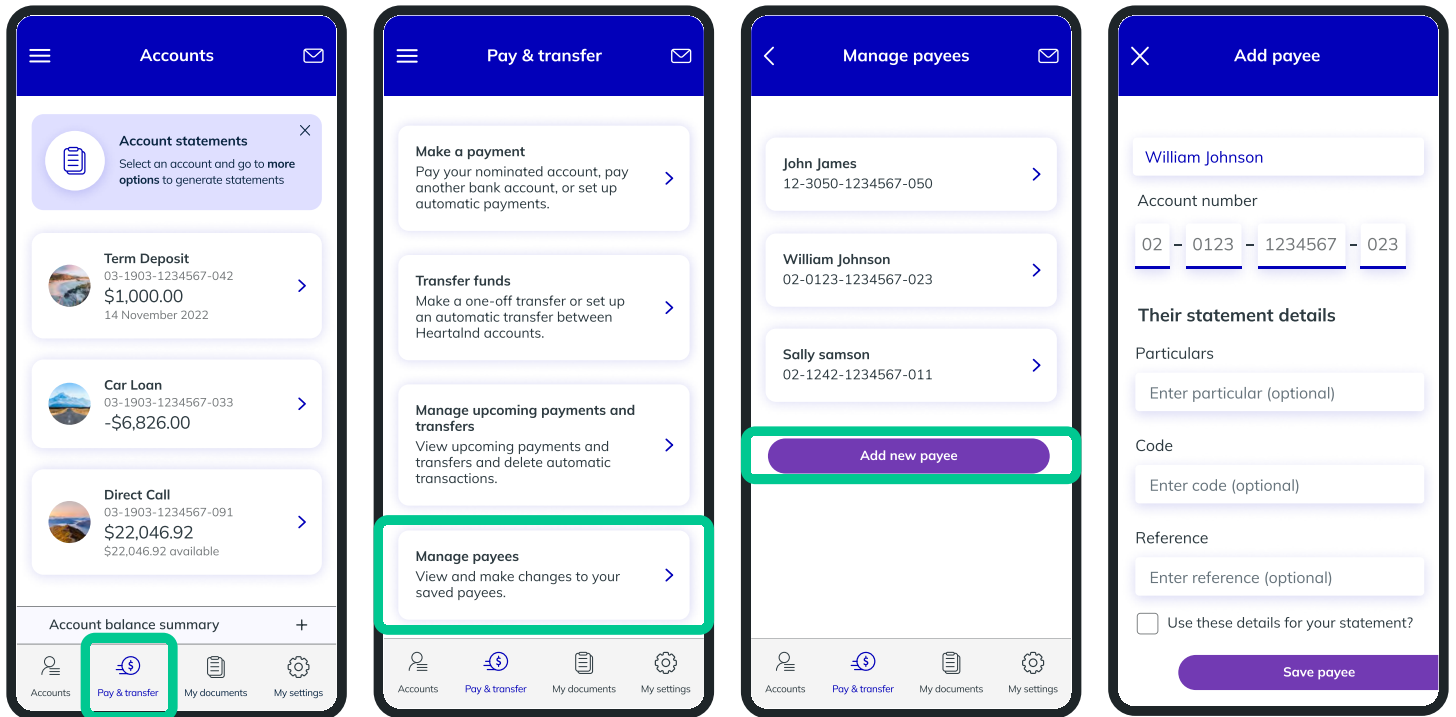 Accounts
Account statements
Select an account and go to more
options to generate statements
Term Deposit
03-1903-1234567-042
$1,000.00
14 November 2022
Car Loan
03-1903-1234567-033
-$6,826.00
Direct Call
03-1903-1234567-091
$22,046.92
$22,046.92 available
Account balance summary +
Accounts Pay & transfer My documents My settings
Pay & transfer
Make a payment
Pay your nominated account, pay
another bank account, or set up
automatic payments.
Transfer funds
Make a one-off transfer or set up
an automatic transfer between
Heartalnd accounts.
Manage upcoming payments and
transfers
View upcoming payments and
transfers and delete automatic
transactions.
Manage payees
View and make changes to your
saved payees.
Accounts Pay & transfer My documents My settings
Manage payees
John James
12-3050-1234567-050
William Johnson
02-0123-1234567-023
Sally samson
02-1242-1234567-011
Add new payee
Accounts Pay & transfer My documents My settings
Add payee
William Johnson
Account number
02 - 0123 - 1234567 - 023
Their statement details
Particulars
Enter particular (optional)
Code
Enter code (optional)
Reference
Enter reference (optional)
Use these details for your statement?
Save payee